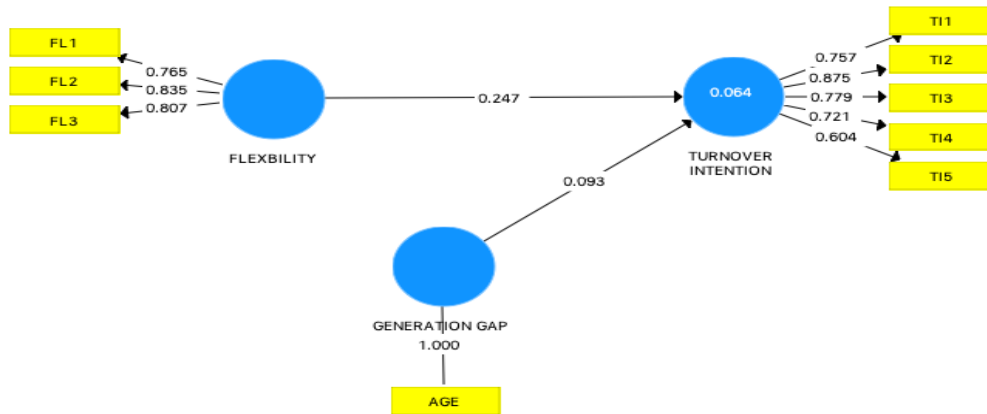 FL1
FL2
FL3
0.765
0.835
0.807
FLEXBILITY
0.247
0.064
TURNOVER
INTENTION
0.757
0.875
0.779
0.721
0.604
TI1
TI2
TI3
TI4
TI5
0.093
GENERATION GAP
1.000
AGE